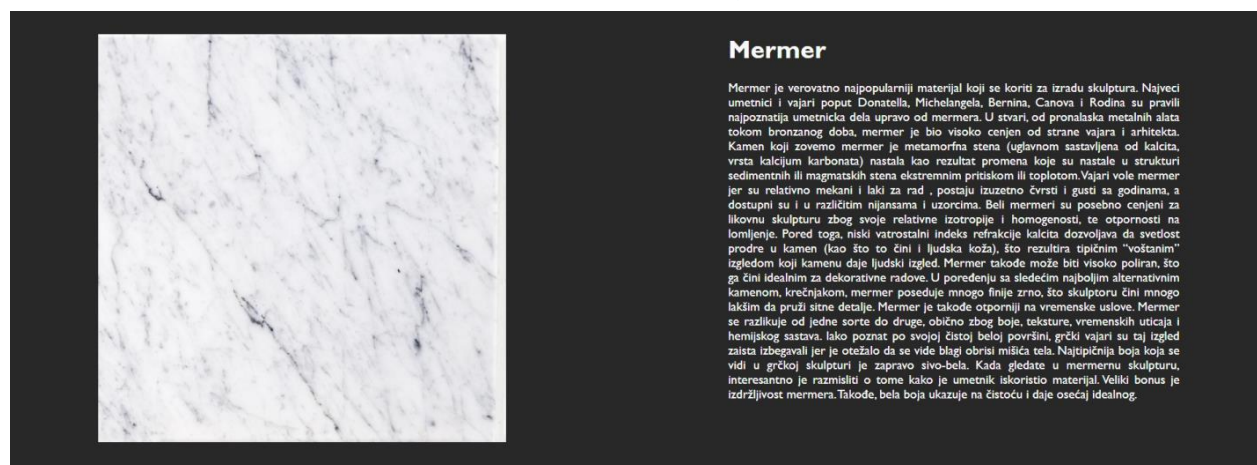 Mermer
Mermer je verovatno najpopularniji materijal koji se koriti za izradu skulptura. Najveci
umetnici i vajari poput Donatella, Michelangela, Bernina, Canova i Rodina su pravili
najpoznatija umetnicka dela upravo od mermera. U stvari, od pronalaska metalnih alata
tokom bronzanog doba, mermer je bio visoko cenjen od strane vajara i arhitekta.
Kamen koji zovemo mermer je metamorfna stena (uglavnom sastavljena od kalcita,
vrsta kalcijum karbonata) nastala kao rezultat promena koje su nastale u strukturi
sedimentnih ili magmatskih stena ekstremnim pritiskom ili toplotom. Vajari vole mermer
jer su relativno mekani i laki za rad , postaju izuzetno čvrsti i gusti sa godinama, a
dostupni su i u različitim nijansama i uzorcima. Beli mermeri su posebno cenjeni za
likovnu skulpturu zbog svoje relativne izotropije i homogenosti, te otpornosti na
lomljenje. Pored toga, niski vatrostalni indeks refrakcije kalcita dozvoljava da svetlost
prodre u kamen (kao što to čini i ljudska koža), što rezultira tipičnim “voštanim”
izgledom koji kamenu daje ljudski izgled. Mermer takođe može biti visoko poliran, što
ga čini idealnim za dekorativne radove. U poređenju sa sledećim najboljim alternativnim
kamenom, krečnjakom, mermer poseduje mnogo finije zrno, što skulptoru čini mnogo
lakšim da pruži sitne detalje. Mermer je takođe otporniji na vremenske uslove. Mermer
se razlikuje od jedne sorte do druge, obično zbog boje, teksture, vremenskih uticaja i
hemijskog sastava. Iako poznat po svojoj čistoj beloj površini, grčki vajari su taj izgled
zaista izbegavali jer je otežalo da se vide blagi obrisi mišića tela. Najtipičnija boja koja se
vidi u grčkoj skulpturi je zapravo sivo-bela. Kada gledate u mermernu skulpturu,
interesantno je razmisliti o tome kako je umetnik iskoristio materijal. Veliki bonus je
izdržljivost mermera. Takođe, bela boja ukazuje na čistoću i daje osećaj idealnog.